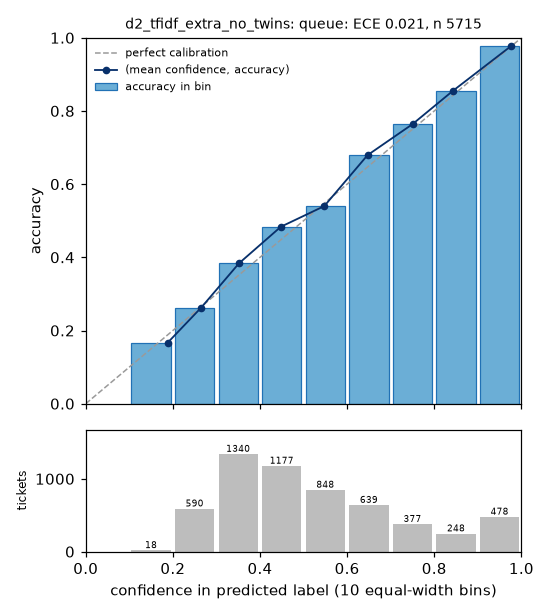 d2_tfidf_extra_no_twins: queue: ECE 0.021, n 5715
perfect calibration
(mean confidence, accuracy)
accuracy in bin
accuracy
1.0
0.8
0.6
0.4
0.2
0.0
tickets
1000
0
18
590
1340
1177
848
639
377
248
478
0.0 0.2 0.4 0.6 0.8 1.0
confidence in predicted label (10 equal-width bins)